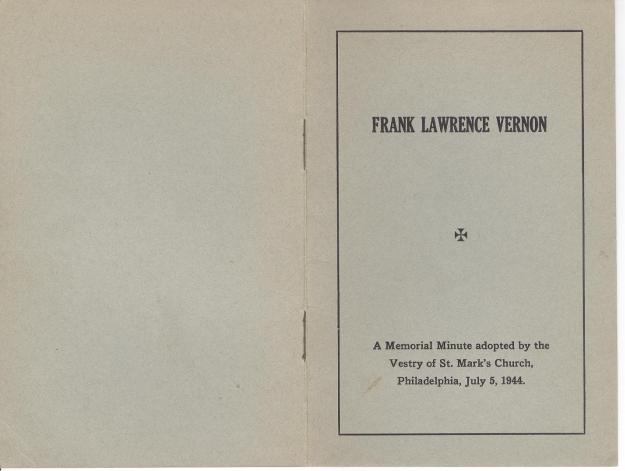 FRANK LAWRENCE VERNON
✠
A Memorial Minute adopted by the
Vestry of St. Mark's Church,
Philadelphia, July 5, 1944.